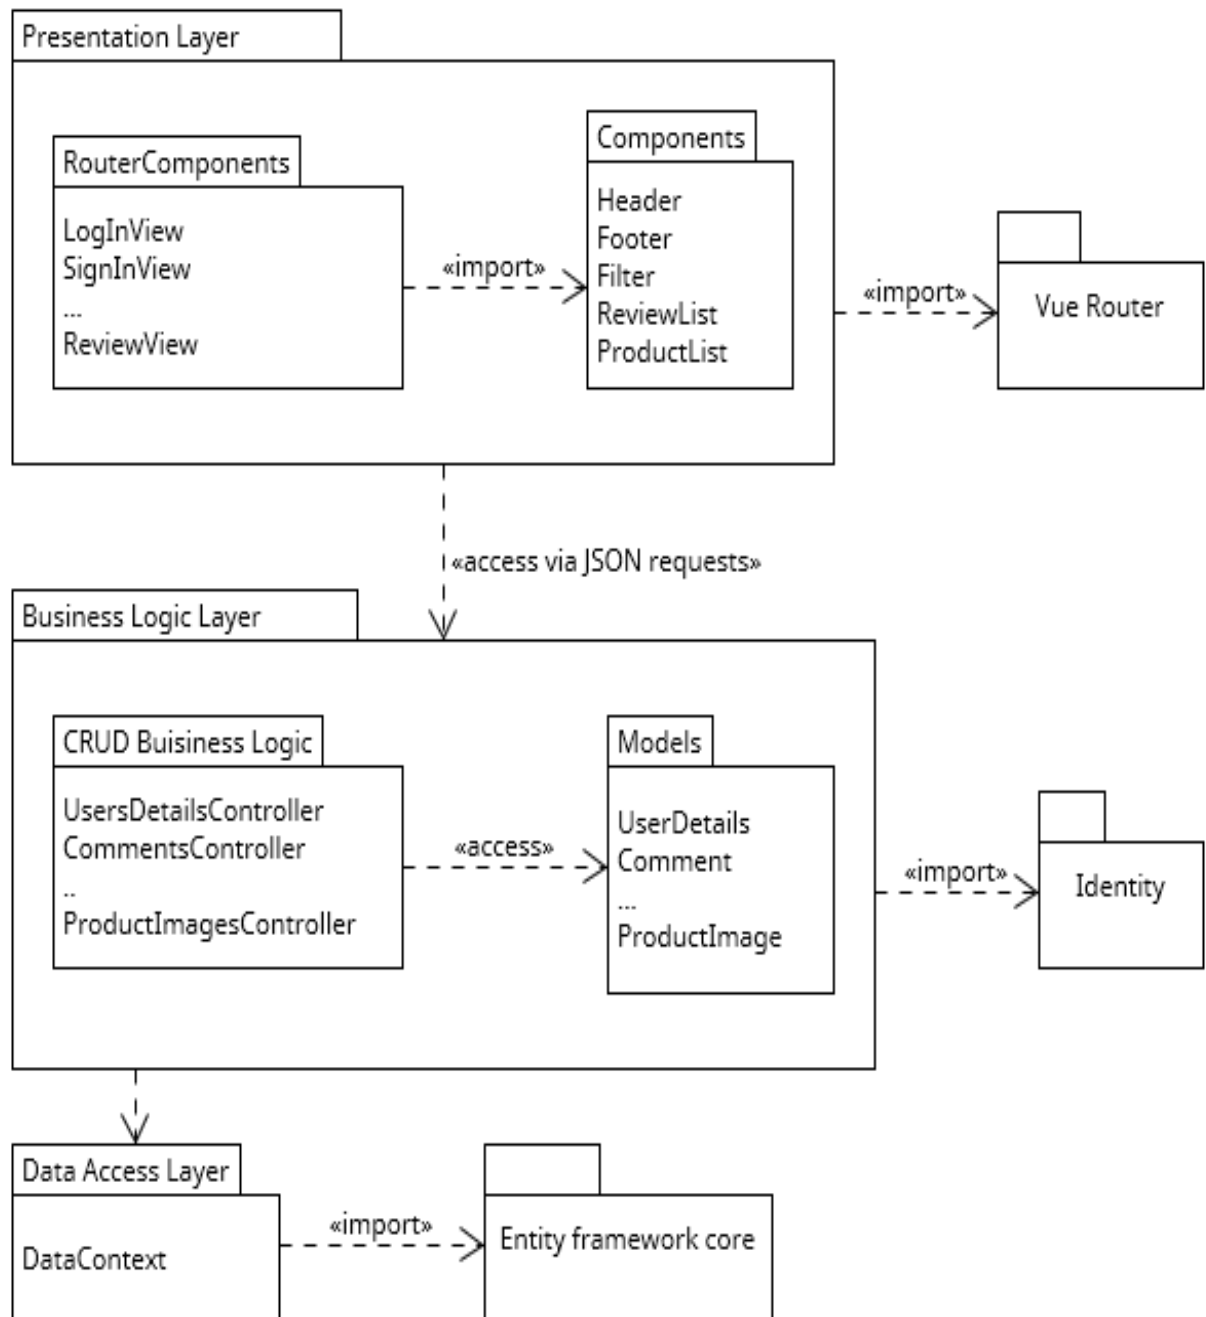 Presentation Layer
RouterComponents
LogInView
SignInView
...
ReviewView
«import»
Components
Header
Footer
Filter
ReviewList
ProductList
«import»
Vue Router
«access via JSON requests»
Business Logic Layer
CRUD Buisiness Logic
UsersDetailsController
CommentsController
..
ProductImagesController
«access»
Models
UserDetails
Comment
...
ProductImage
«import»
Identity
Data Access Layer
DataContext
«import»
Entity framework core